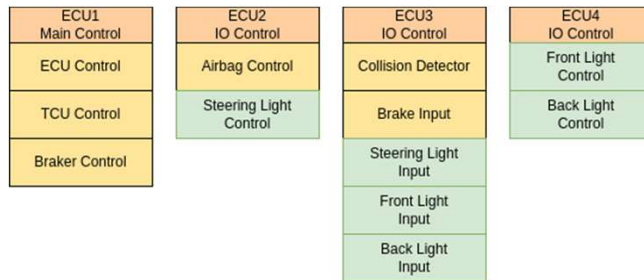 ECU1
Main Control
ECU Control
TCU Control
Braker Control
ECU2
IO Control
Airbag Control
Steering Light
Control
ECU3
IO Control
Collision Detector
Brake Input
Steering Light
Input
Front Light
Input
Back Light
Input
ECU4
IO Control
Front Light
Control
Back Light
Control